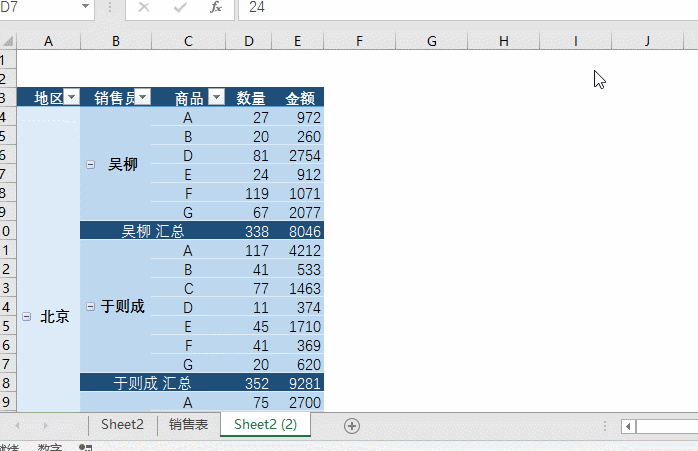 D7 fx 24
A B C D E F G H I J
1
2
3 地区 销售员 商品 数量 金额
4 A 27 972
5 B 20 260
6 D 81 2754
7 吴柳 E 24 912
8 F 119 1071
9 G 67 2077
0 吴柳 汇总 338 8046
1 A 117 4212
2 B 41 533
3 C 77 1463
4 北京 于则成 D 11 374
5 E 45 1710
6 F 41 369
7 G 20 620
8 于则成 汇总 352 9281
9 A 75 2700
Sheet2 销售表 Sheet2 (2)
就绪 数字